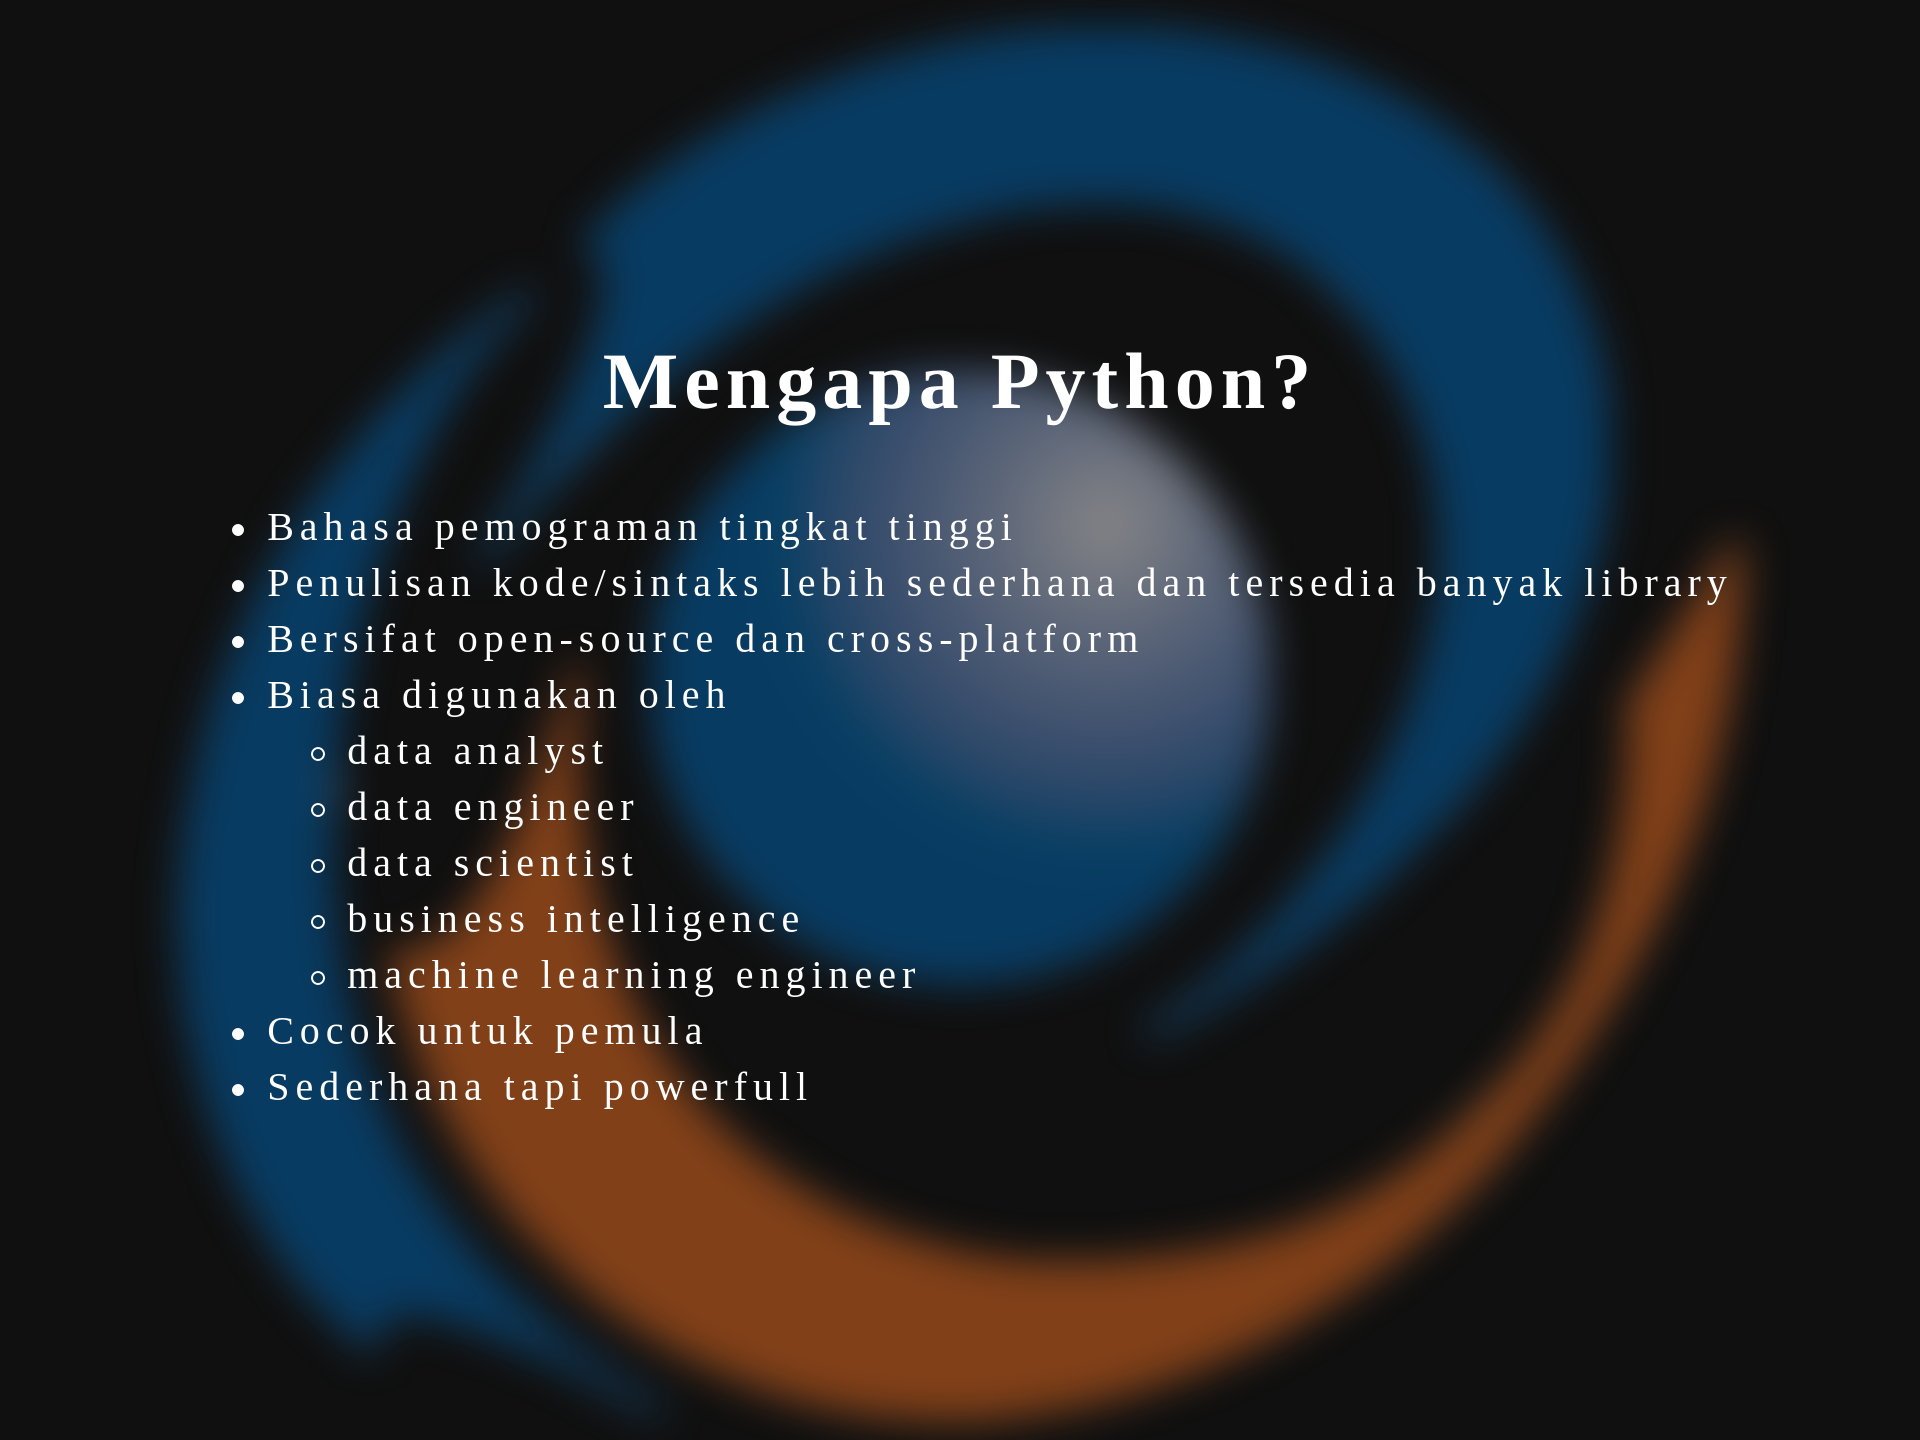 Mengapa Python?
Bahasa pemograman tingkat tinggi
Penulisan kode/sintaks lebih sederhana dan tersedia banyak library
Bersifat open-source dan cross-platform
Biasa digunakan oleh
data analyst
data engineer
data scientist
business intelligence
machine learning engineer
Cocok untuk pemula
Sederhana tapi powerfull